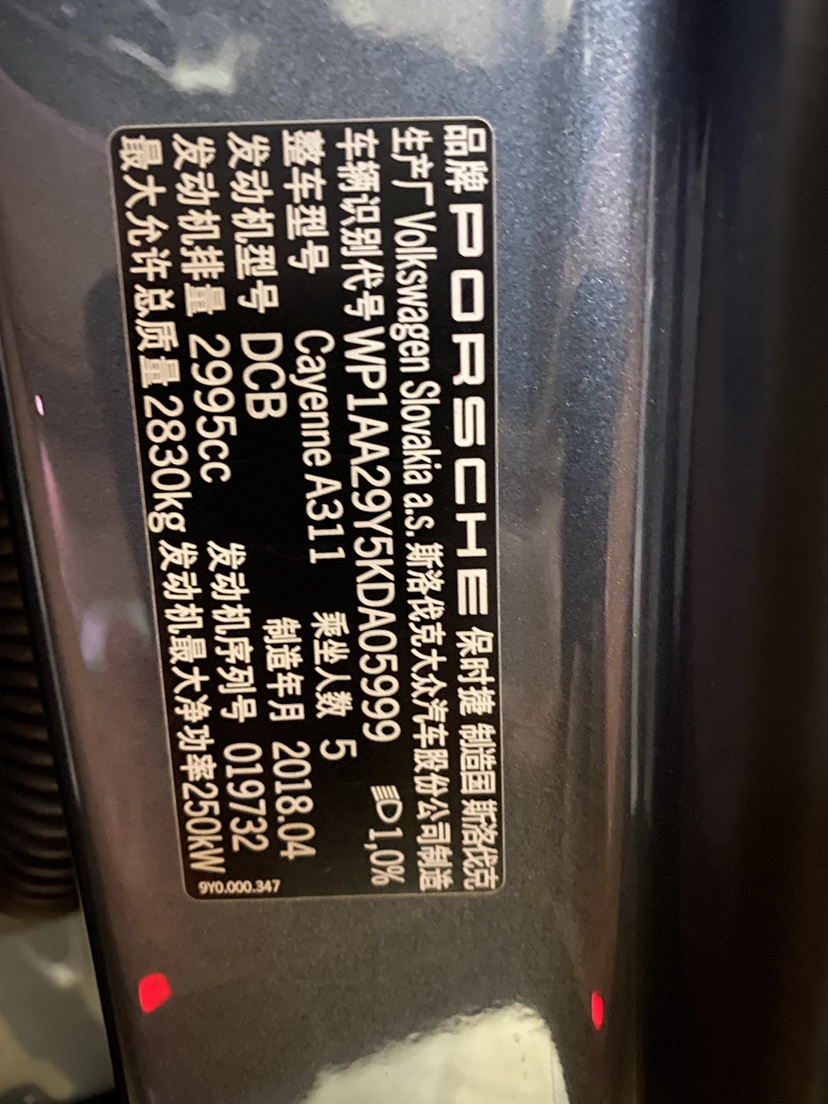 品牌 PORSCHE 保时捷 制造国 斯洛伐克
生产厂 Volkswagen Slovakia a.s. 斯洛伐克大众汽车股份公司制造
车辆识别代号 WP1AA29Y5KDA05999 1,0%
整车型号 Cayenne A311 乘坐人数 5
发动机型号 DCB 制造年月 2018.04
发动机排量 2995cc 发动机序列号 019732
最大允许总质量 2830kg 发动机最大净功率 250kW
9Y0.000.347